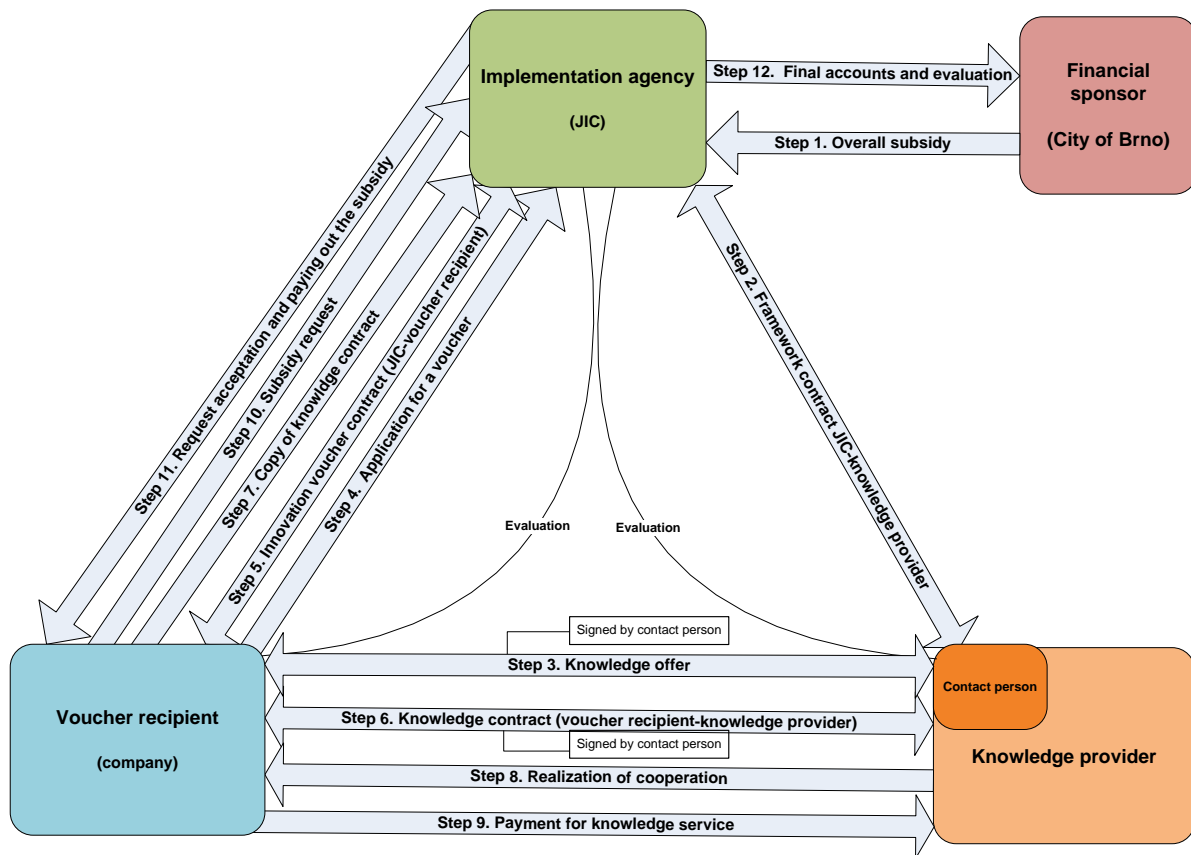 Implementation agency
(JIC)
Financial
sponsor
(City of Brno)
Step 12.  Final accounts and evaluation
Step 1. Overall subsidy
Step 2. Framework contract JIC-knowledge provider
Step 11. Request acceptation and paying out the subsidy
Step 10. Subsidy request
Step 7. Copy of knowldge contract
Step 5. Innovation voucher contract (JIC-voucher recipient)
Step 4.  Application for a voucher
Evaluation
Evaluation
Signed by contact person
Step 3. Knowledge offer
Step 6. Knowledge contract (voucher recipient-knowledge provider)
Signed by contact person
Step 8. Realization of cooperation
Step 9. Payment for knowledge service
Voucher recipient
(company)
Contact person
Knowledge provider